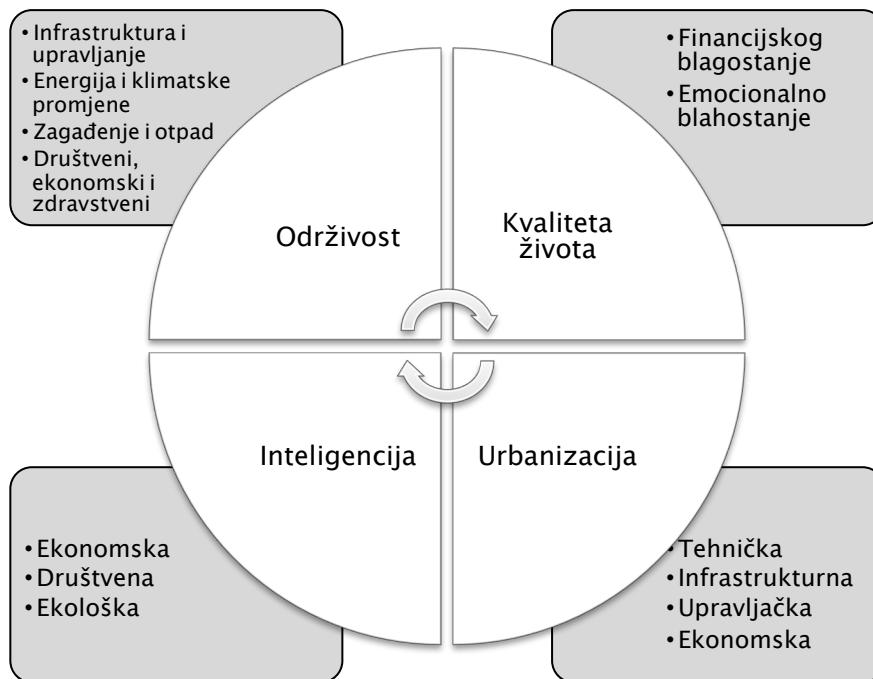 • Infrastruktura i
upravljanje
• Energija i klimatske
promjene
• Zagađenje i otpad
• Društveni,
ekonomski i
zdravstveni
• Financijskog
blagostanje
• Emocionalno
blahostanje
Održivost
Kvaliteta
života
Inteligencija
Urbanizacija
• Ekonomska
• Društvena
• Ekološka
• Tehnička
• Infrastrukturna
• Upravljačka
• Ekonomska